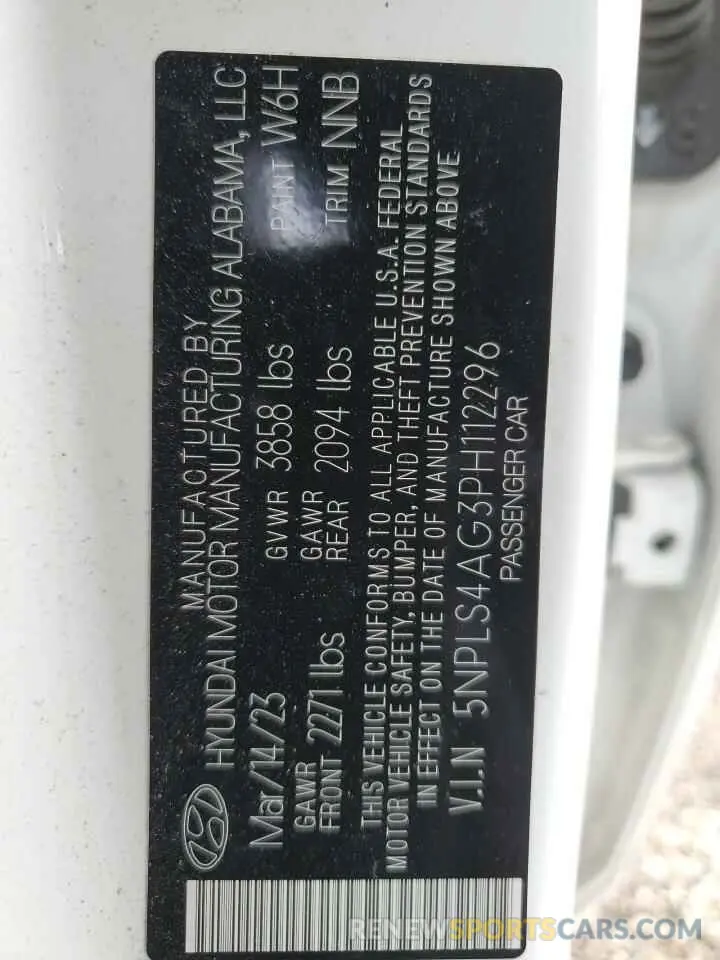 MANUFACTURED BY
HYUNDAI MOTOR MANUFACTURING ALABAMA, LLC
Mar/14/23 GVWR 3858 lbs PAINT W6H
GAWR FRONT 2271 lbs GAWR REAR 2094 lbs TRIM NNB
THIS VEHICLE CONFORMS TO ALL APPLICABLE U.S.A. FEDERAL
MOTOR VEHICLE SAFETY, BUMPER, AND THEFT PREVENTION STANDARDS
IN EFFECT ON THE DATE OF MANUFACTURE SHOWN ABOVE
V.I.N 5NPLS4AG3PH112296
PASSENGER CAR
RENEWSPORTSCARS.COM